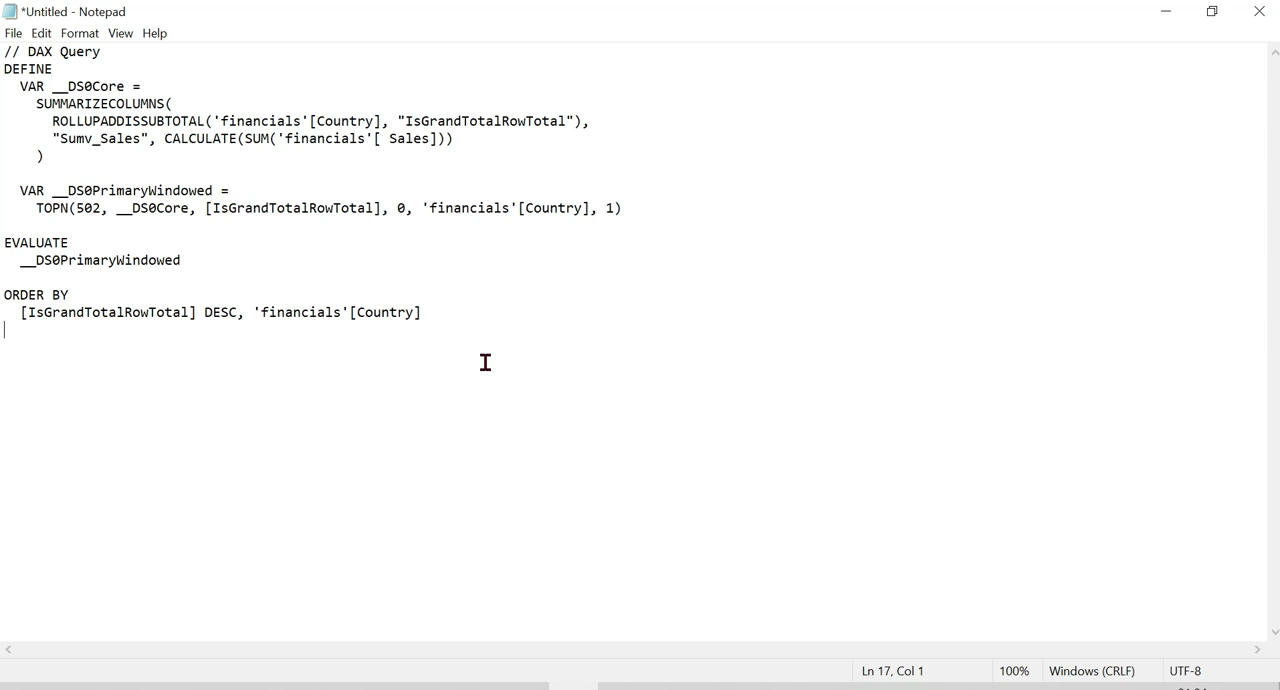 *Untitled - Notepad
File Edit Format View Help
// DAX Query
DEFINE
  VAR __DS0Core =
    SUMMARIZECOLUMNS(
      ROLLUPADDISSUBTOTAL('financials'[Country], "IsGrandTotalRowTotal"),
      "Sumv_Sales", CALCULATE(SUM('financials'[ Sales]))
    )
  VAR __DS0PrimaryWindowed =
    TOPN(502, __DS0Core, [IsGrandTotalRowTotal], 0, 'financials'[Country], 1)
EVALUATE
  __DS0PrimaryWindowed
ORDER BY
  [IsGrandTotalRowTotal] DESC, 'financials'[Country]
Ln 17, Col 1 100% Windows (CRLF) UTF-8